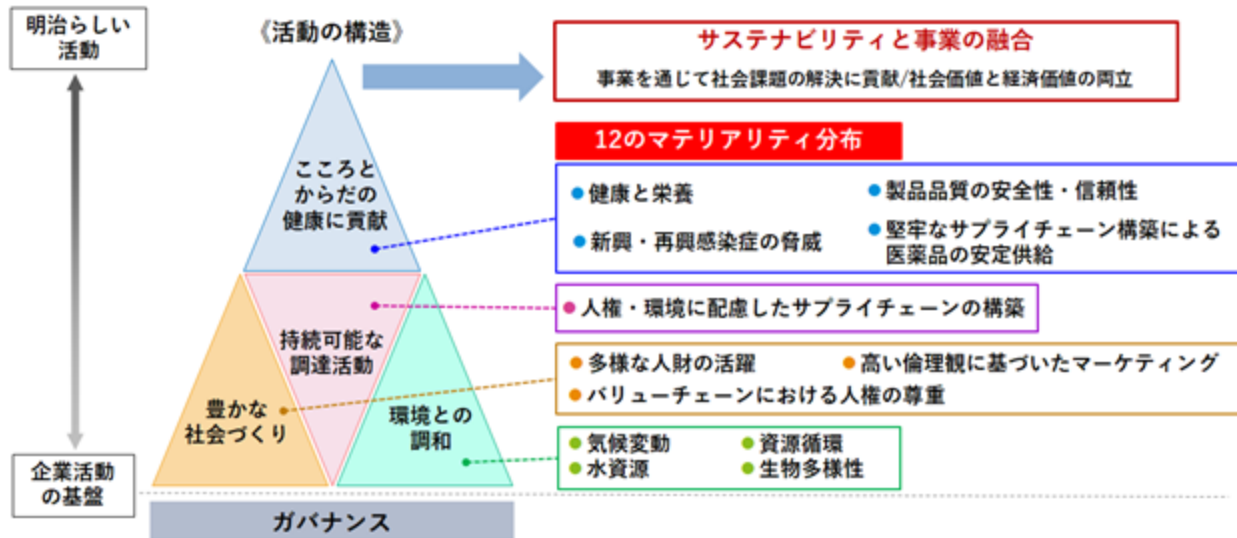 明治らしい
活動
《活動の構造》
サステナビリティと事業の融合
事業を通じて社会課題の解決に貢献/社会価値と経済価値の両立
12のマテリアリティ分布
こころと
からだの
健康に貢献
健康と栄養
製品品質の安全性・信頼性
新興・再興感染症の脅威
堅牢なサプライチェーン構築による
医薬品の安定供給
持続可能な
調達活動
人権・環境に配慮したサプライチェーンの構築
豊かな
社会づくり
多様な人財の活躍
高い倫理観に基づいたマーケティング
バリューチェーンにおける人権の尊重
環境との
調和
気候変動
資源循環
水資源
生物多様性
企業活動
の基盤
ガバナンス